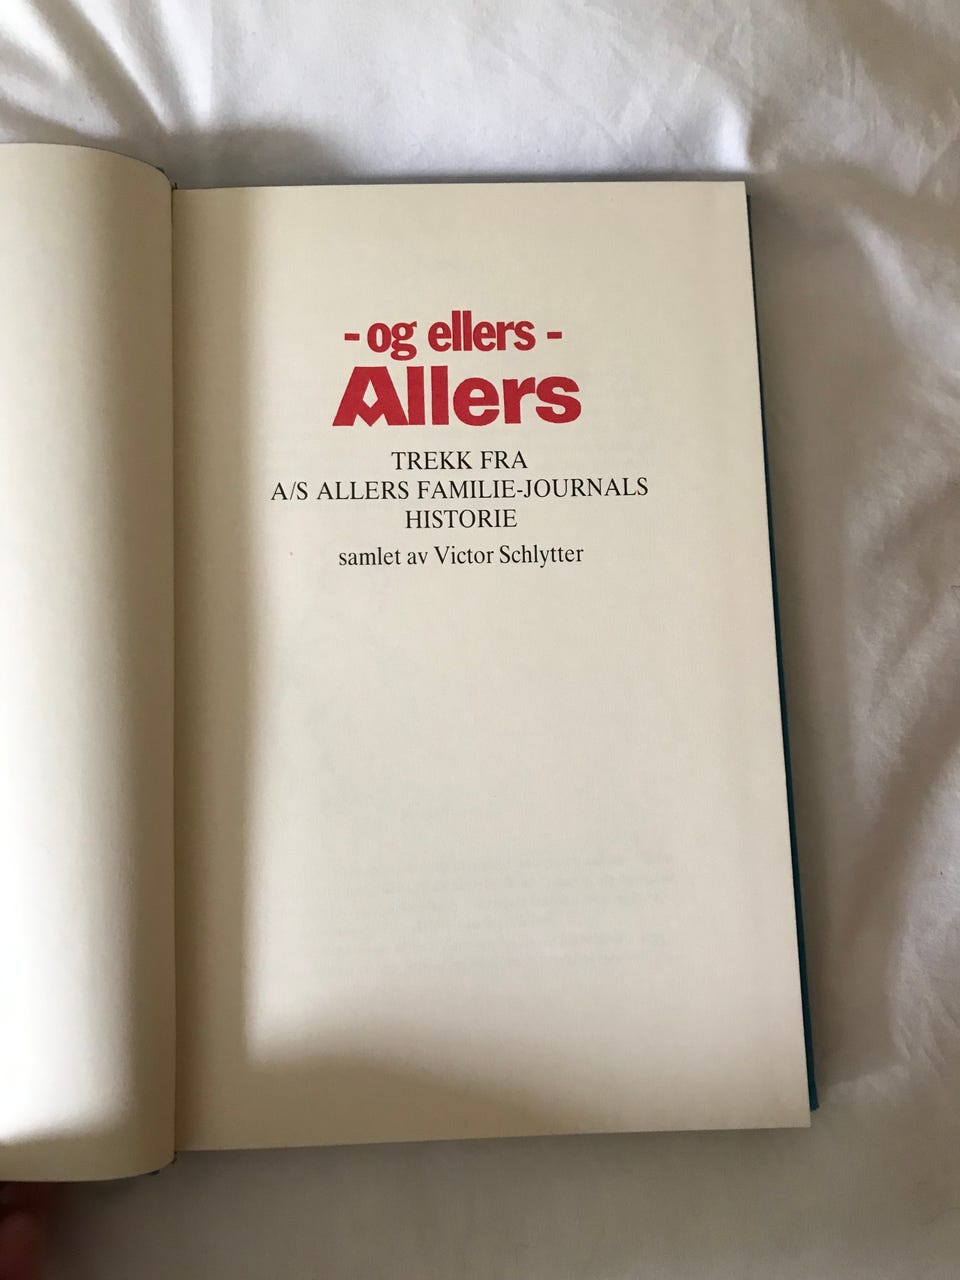 - og ellers -
Allers
TREKK FRA
A/S ALLERS FAMILIE-JOURNALS
HISTORIE
samlet av Victor Schlytter